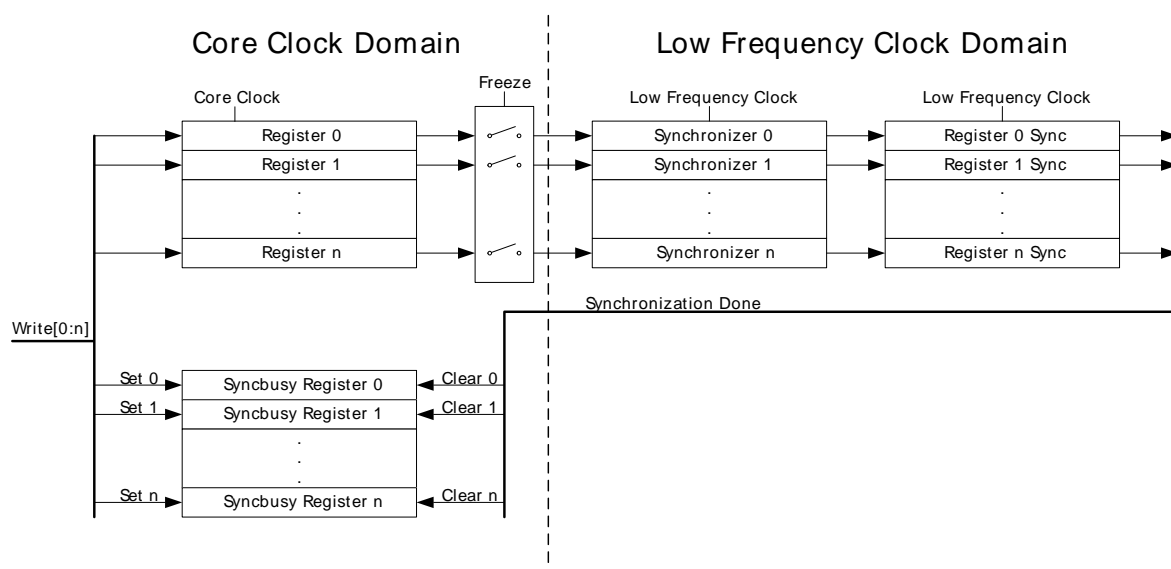 Core Clock Domain
Low Frequency Clock Domain
Freeze
Core Clock
Low Frequency Clock
Low Frequency Clock
Register 0
Synchronizer 0
Register 0 Sync
Register 1
Synchronizer 1
Register 1 Sync
.
.
.
.
.
.
.
.
.
Register n
Synchronizer n
Register n Sync
Synchronization Done
Write[0:n]
Set 0
Syncbusy Register 0
Clear 0
Set 1
Syncbusy Register 1
Clear 1
.
.
.
Set n
Syncbusy Register n
Clear n